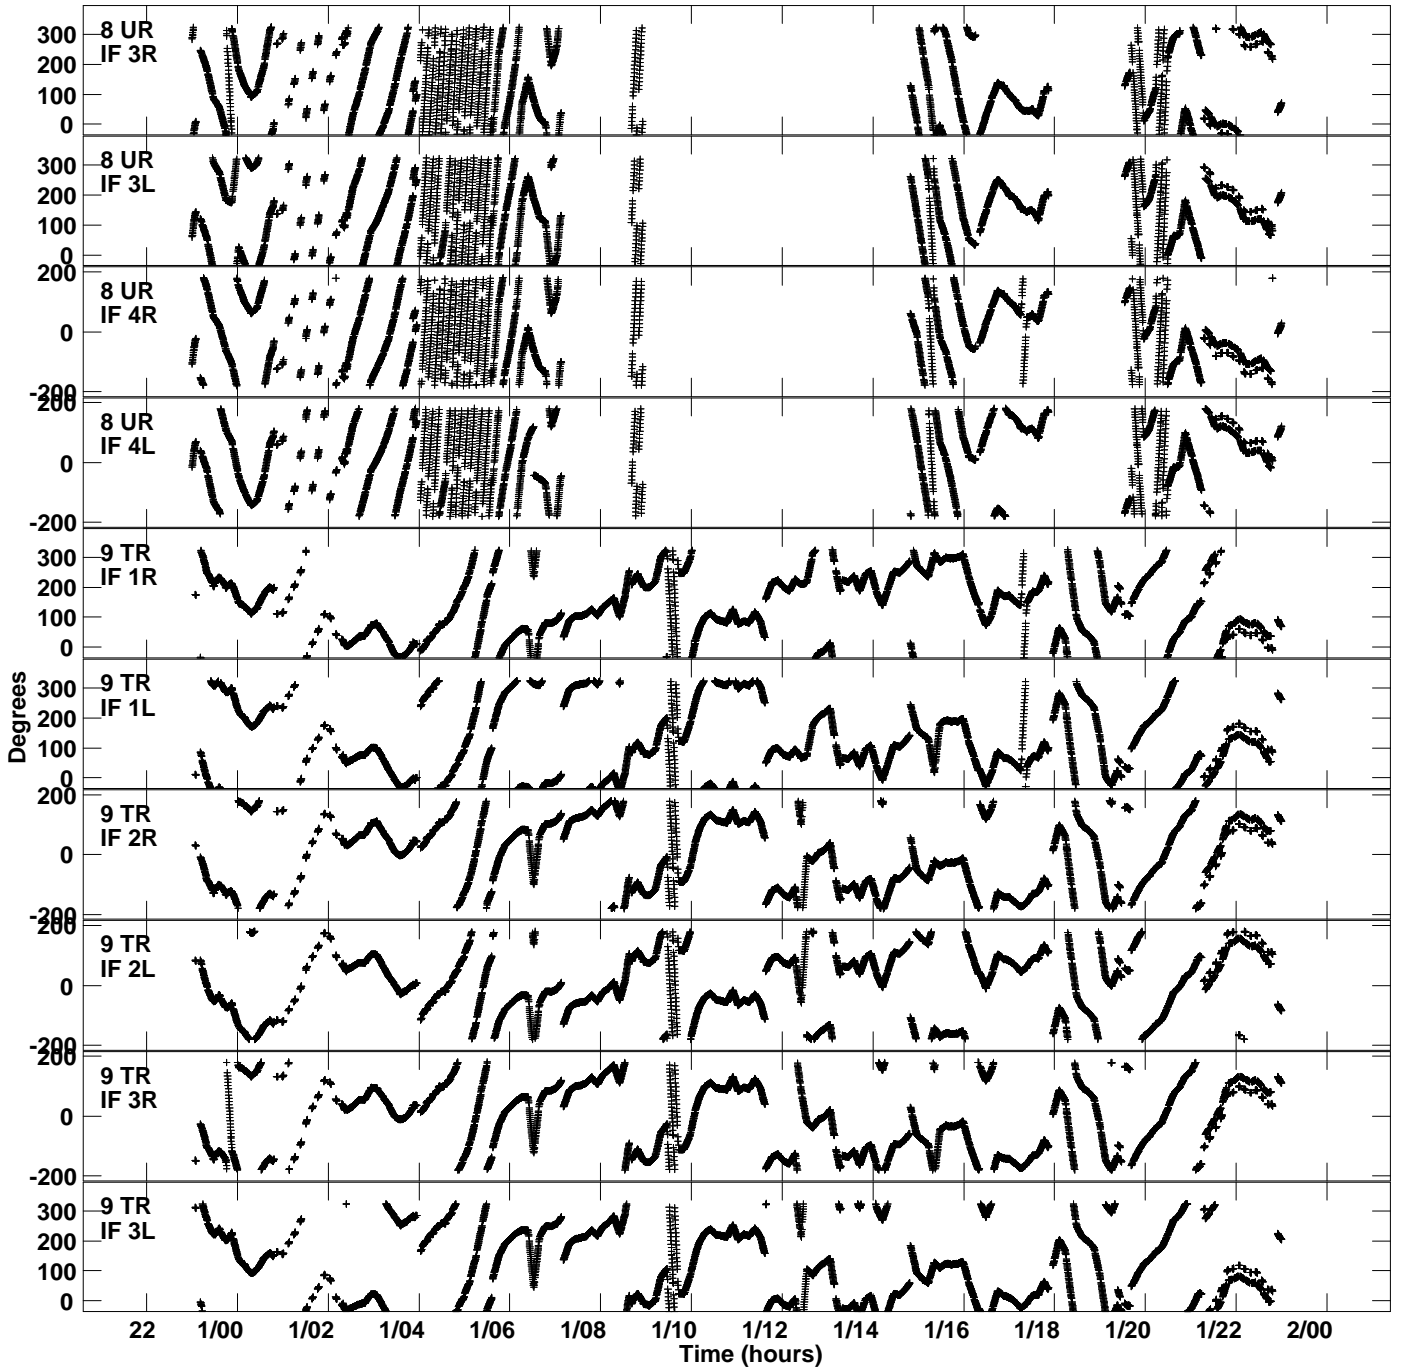 300 8 UR
200 IF 3R
100
0
300 8 UR
200 IF 3L
100
0
200 8 UR
0 IF 4R
-200
200 8 UR
0 IF 4L
-200
300 9 TR
200 IF 1R
100
0
300 9 TR
200 IF 1L
100
0
200 9 TR
0 IF 2R
-200
200 9 TR
0 IF 2L
-200
200 9 TR
0 IF 3R
-200
300 9 TR
200 IF 3L
100
0
Degrees
22 1/00 1/02 1/04 1/06 1/08 1/10 1/12 1/14 1/16 1/18 1/20 1/22 2/00
Time (hours)